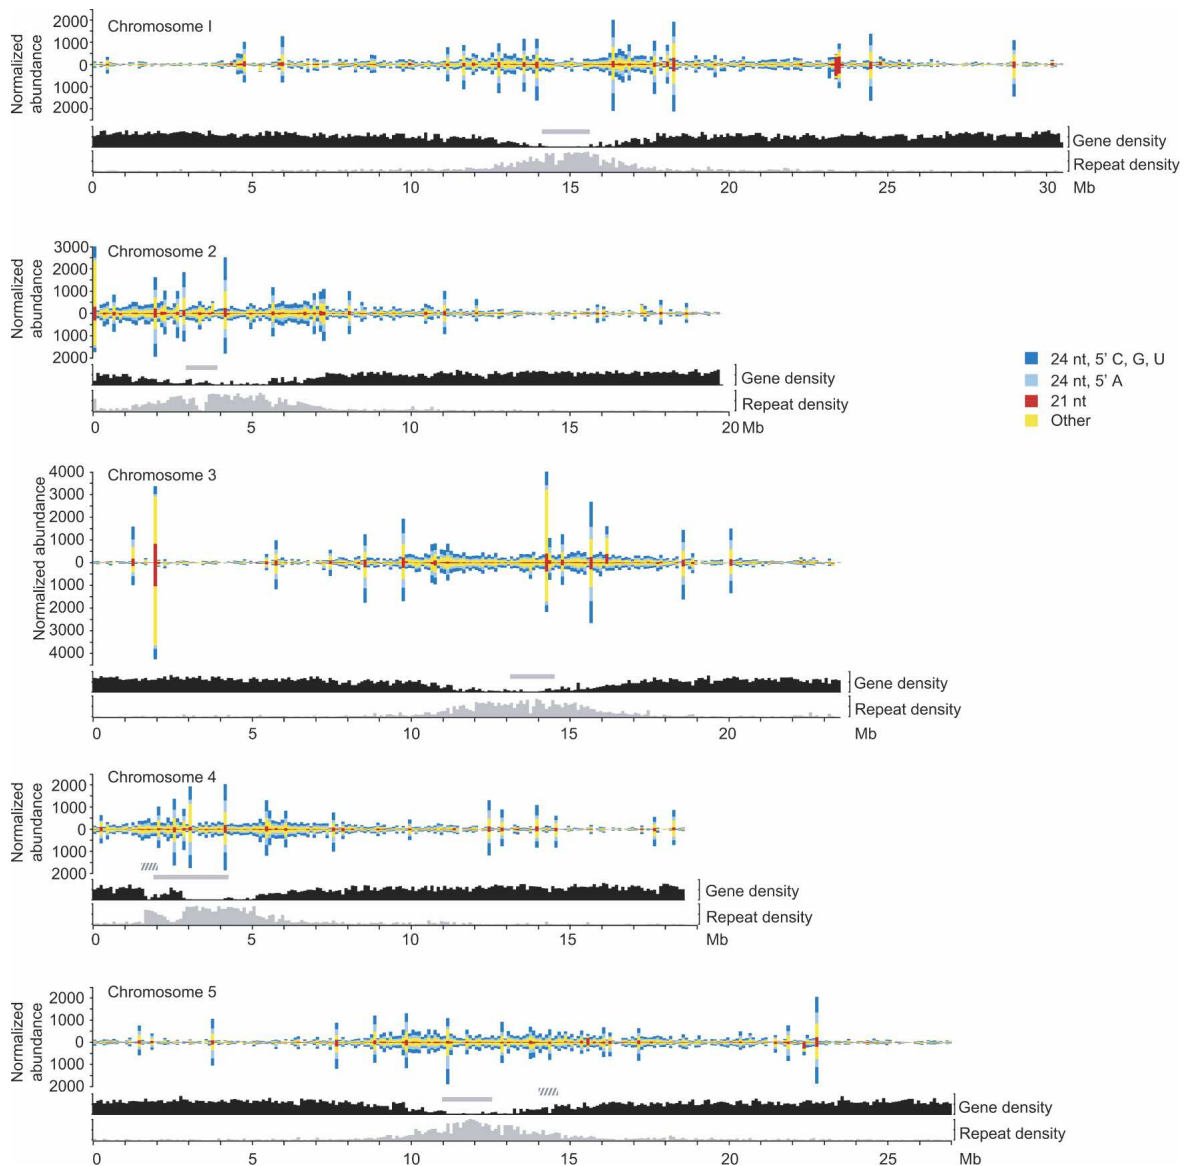 Chromosome I
Normalized
abundance
2000
1000
0
1000
2000
Gene density
Repeat density
0 5 10 15 20 25 30 Mb
Chromosome 2
Normalized
abundance
3000
2000
1000
0
1000
2000
Gene density
Repeat density
0 5 10 15 20 Mb
24 nt, 5' C, G, U
24 nt, 5' A
21 nt
Other
Chromosome 3
Normalized abundance
4000
3000
2000
1000
0
1000
2000
3000
4000
Gene density
Repeat density
0 5 10 15 20 Mb
Chromosome 4
Normalized
abundance
2000
1000
0
1000
2000
Gene density
Repeat density
0 5 10 15 Mb
Chromosome 5
Normalized
abundance
2000
1000
0
1000
2000
Gene density
Repeat density
0 5 10 15 20 25 Mb